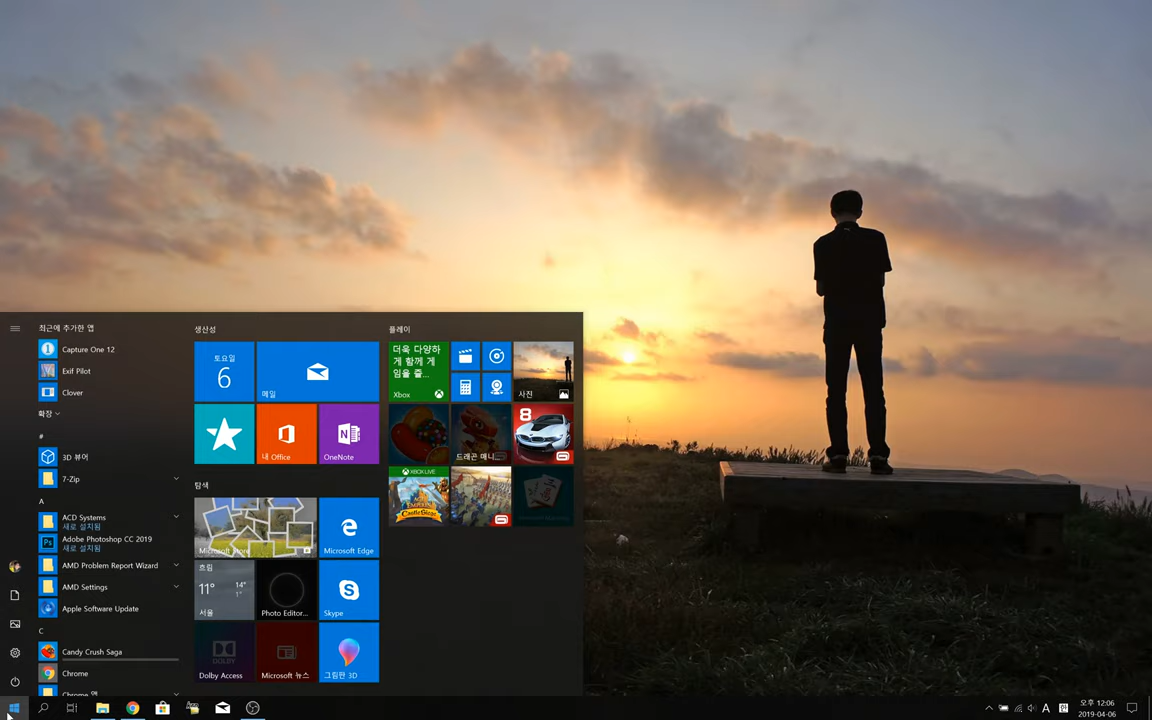 최근에 추가한 앱
Capture One 12
Exif Pilot
Clover
확장
#
3D 뷰어
7-Zip
A
ACD Systems
새로 설치됨
Adobe Photoshop CC 2019
새로 설치됨
AMD Problem Report Wizard
AMD Settings
Apple Software Update
C
Candy Crush Saga
Chrome
Chrome 앱
생산성
토요일
6
메일
내 Office
OneNote
탐색
Microsoft Store
Microsoft Edge
흐림
11°
14°
1°
서울
Photo Editor...
Skype
DOLBY
Dolby Access
Microsoft 뉴스
그림판 3D
플레이
더욱 다양하
게 함께 게
임을 즐...
Xbox
사진
드래곤 매니...
8
XBOX LIVE
CastleSiege
A
오후 12:06
2019-04-06